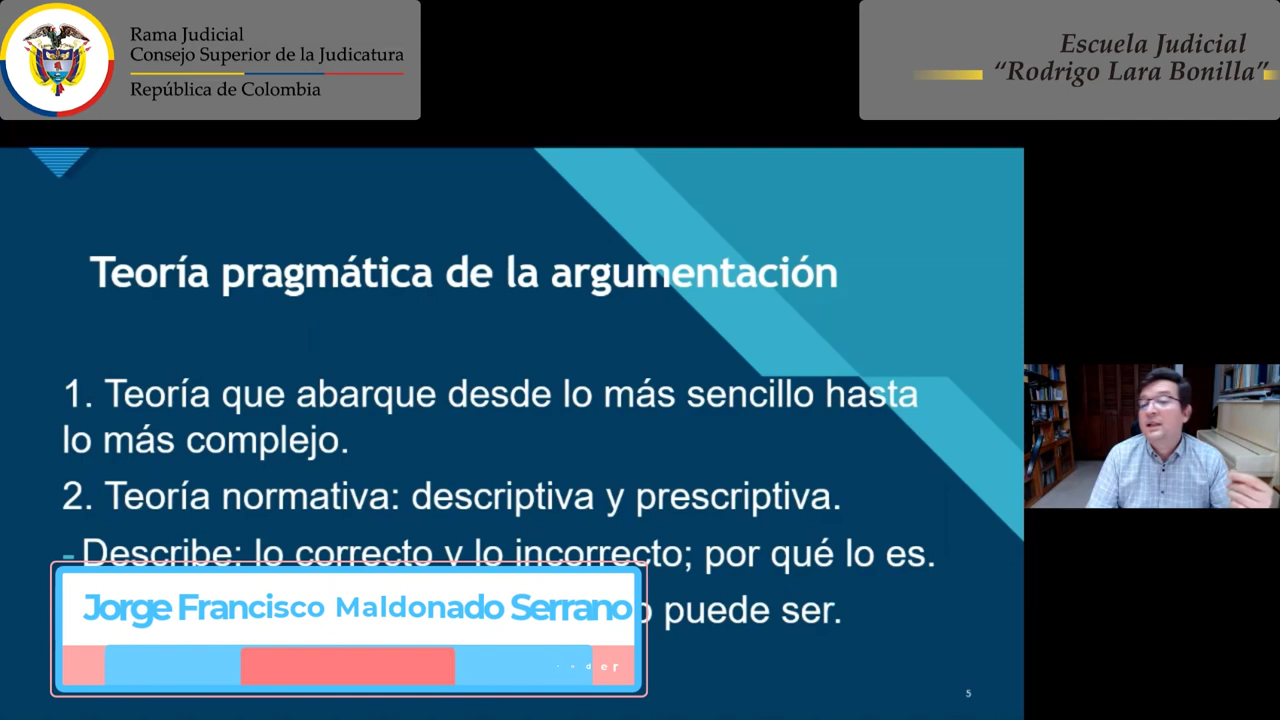 Rama Judicial
Consejo Superior de la Judicatura
República de Colombia
Escuela Judicial
“Rodrigo Lara Bonilla”
Teoría pragmática de la argumentación
1. Teoría que abarque desde lo más sencillo hasta
lo más complejo.
2. Teoría normativa: descriptiva y prescriptiva.
- Describe: lo correcto y lo incorrecto; por qué lo es.
puede ser.
Jorge Francisco Maldonado Serrano
5